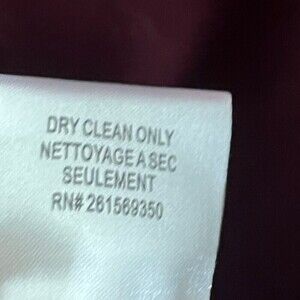 DRY CLEAN ONLY
NETTOYAGE A SEC
SEULEMENT
RN# 261569350